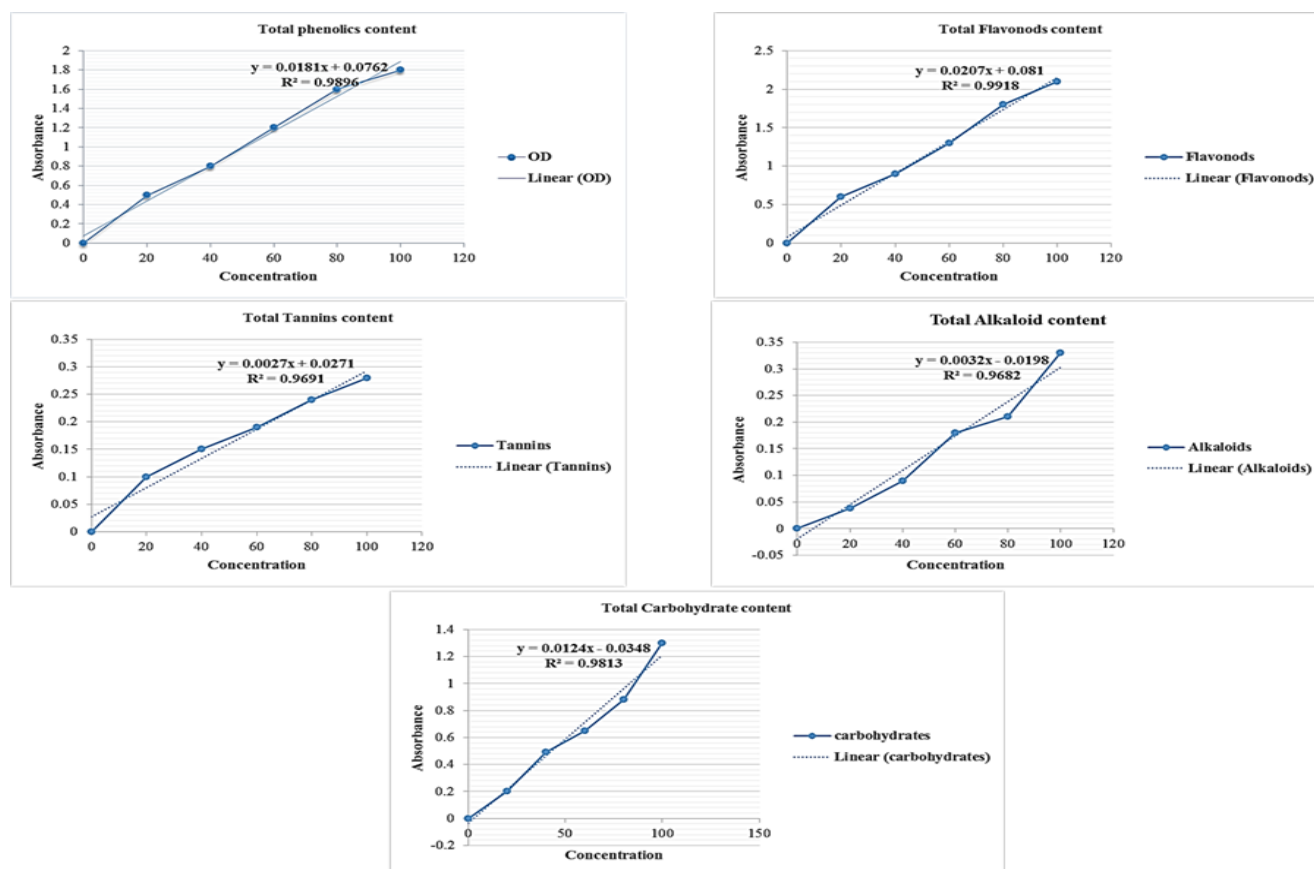 Total phenolics content
y = 0.0181x + 0.0762
R² = 0.9896
2
1.8
1.6
1.4
1.2
1
0.8
0.6
0.4
0.2
0
Absorbance
0 20 40 60 80 100 120
Concentration
OD
Linear (OD)
Total Flavonods content
y = 0.0207x + 0.081
R² = 0.9918
2.5
2
1.5
1
0.5
0
Absorbance
0 20 40 60 80 100 120
Concentration
Flavonods
Linear (Flavonods)
Total Tannins content
y = 0.0027x + 0.0271
R² = 0.9691
0.35
0.3
0.25
0.2
0.15
0.1
0.05
0
Absorbance
0 20 40 60 80 100 120
Concentration
Tannins
Linear (Tannins)
Total Alkaloid content
y = 0.0032x - 0.0198
R² = 0.9682
0.35
0.3
0.25
0.2
0.15
0.1
0.05
0
-0.05
Absorbance
0 20 40 60 80 100 120
Concentration
Alkaloids
Linear (Alkaloids)
Total Carbohydrate content
y = 0.0124x - 0.0348
R² = 0.9813
1.4
1.2
1
0.8
0.6
0.4
0.2
0
-0.2
Absorbance
0 50 100 150
Concentration
carbohydrates
Linear (carbohydrates)